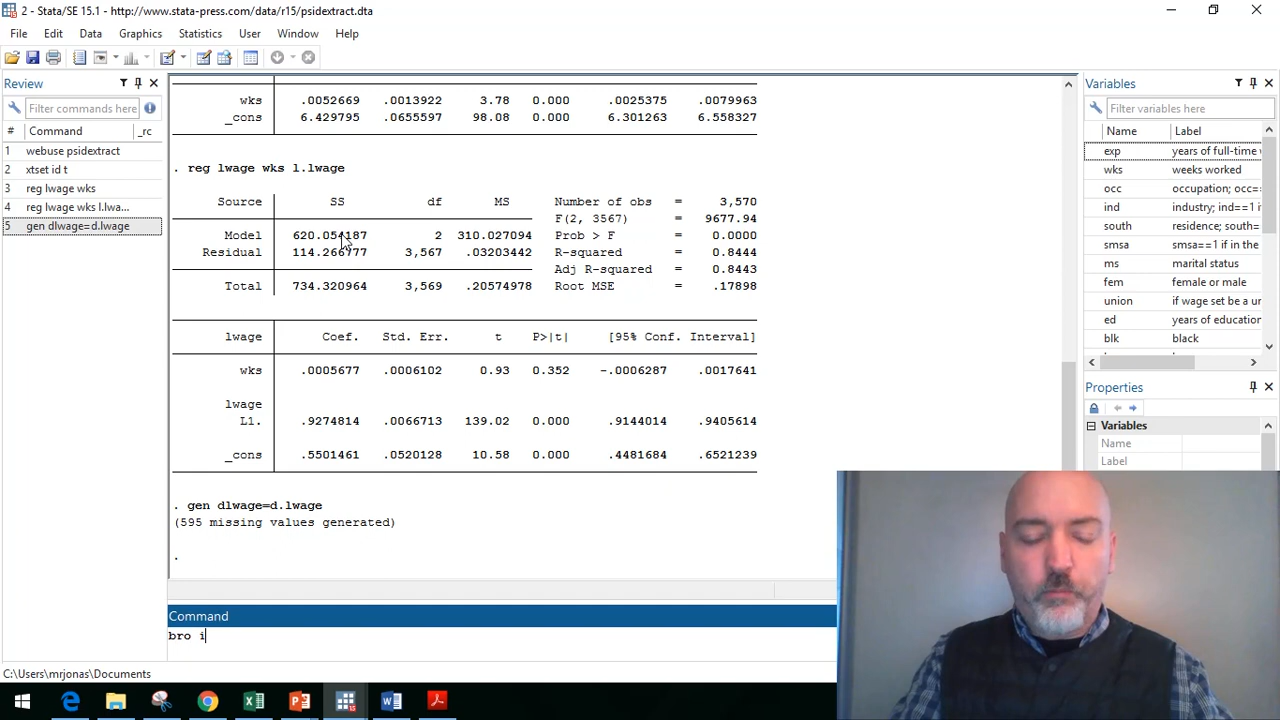 2 - Stata/SE 15.1 - http://www.stata-press.com/data/r15/psidextract.dta
File Edit Data Graphics Statistics User Window Help
Review
Filter commands here
# Command _rc
1 webuse psidextract
2 xtset id t
3 reg lwage wks
4 reg lwage wks l.lwa...
5 gen dlwage=d.lwage
wks .0052669 .0013922 3.78 0.000 .0025375 .0079963
_cons 6.429795 .0655597 98.08 0.000 6.301263 6.558327
. reg lwage wks l.lwage
Source SS df MS Number of obs = 3,570
F(2, 3567) = 9677.94
Model 620.054187 2 310.027094 Prob > F = 0.0000
Residual 114.266777 3,567 .03203442 R-squared = 0.8444
Adj R-squared = 0.8443
Total 734.320964 3,569 .20574978 Root MSE = .17898
lwage Coef. Std. Err. t P>|t| [95% Conf. Interval]
wks .0005677 .0006102 0.93 0.352 -.0006287 .0017641
lwage
L1. .9274814 .0066713 139.02 0.000 .9144014 .9405614
_cons .5501461 .0520128 10.58 0.000 .4481684 .6521239
. gen dlwage=d.lwage
(595 missing values generated)
.
Command
bro i
C:\Users\mrjonas\Documents
Variables
Filter variables here
Name Label
exp years of full-time
wks weeks worked
occ occupation; occ==
ind industry; ind==1 if
south residence; south==
smsa smsa==1 if in the
ms marital status
fem female or male
union if wage set be a u
ed years of education
blk black
Properties
Variables
Name
Label